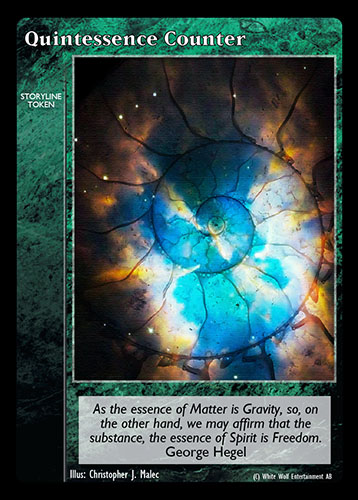 Quintessence Counter
STORYLINE
TOKEN
As the essence of Matter is Gravity, so, on
the other hand, we may affirm that the
substance, the essence of Spirit is Freedom.
George Hegel
Illus: Christopher J. Malec
(C) White Wolf Entertainment AB